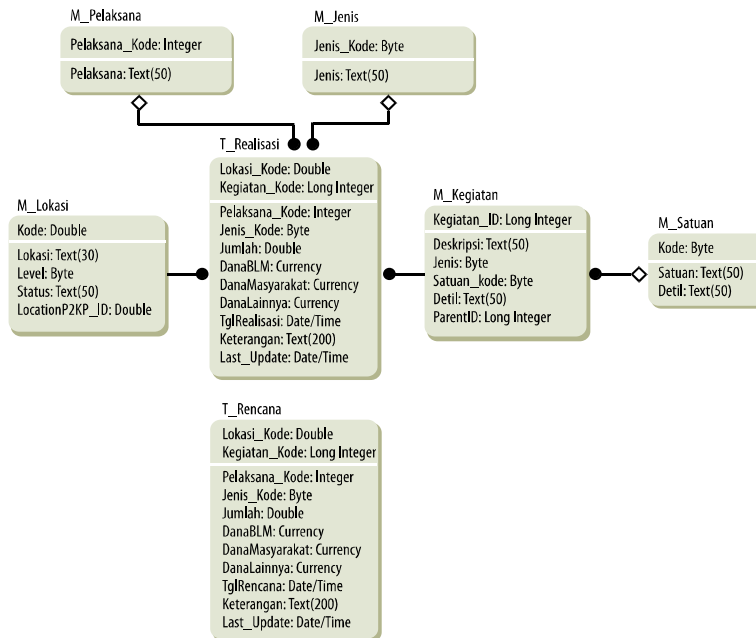 M_Pelaksana
Pelaksana_Kode: Integer
Pelaksana: Text(50)
M_Jenis
Jenis_Kode: Byte
Jenis: Text(50)
T_Realisasi
Lokasi_Kode: Double
Kegiatan_Kode: Long Integer
Pelaksana_Kode: Integer
Jenis_Kode: Byte
Jumlah: Double
DanaBLM: Currency
DanaMasyarakat: Currency
DanaLainnya: Currency
TglRealisasi: Date/Time
Keterangan: Text(200)
Last_Update: Date/Time
M_Lokasi
Kode: Double
Lokasi: Text(30)
Level: Byte
Status: Text(50)
LocationP2KP_ID: Double
M_Kegiatan
Kegiatan_ID: Long Integer
Deskripsi: Text(50)
Jenis: Byte
Satuan_kode: Byte
Detil: Text(50)
ParentID: Long Integer
M_Satuan
Kode: Byte
Satuan: Text(50)
Detil: Text(50)
T_Rencana
Lokasi_Kode: Double
Kegiatan_Kode: Long Integer
Pelaksana_Kode: Integer
Jenis_Kode: Byte
Jumlah: Double
DanaBLM: Currency
DanaMasyarakat: Currency
DanaLainnya: Currency
TglRencana: Date/Time
Keterangan: Text(200)
Last_Update: Date/Time